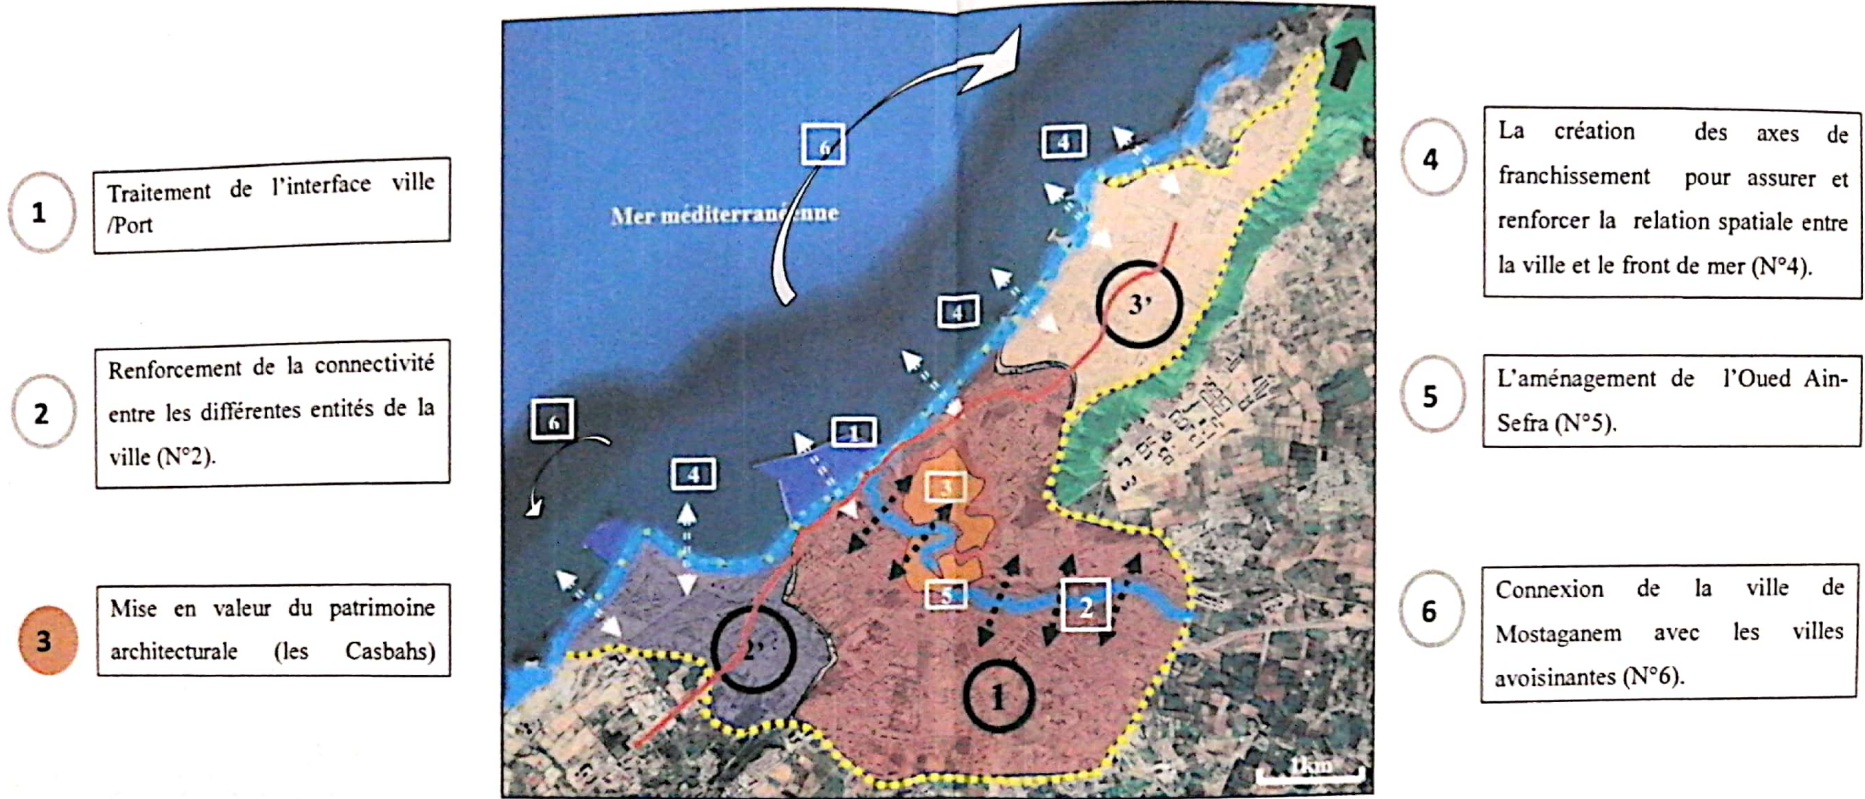 1
Traitement de l'interface ville
/Port
2
Renforcement de la connectivité
entre les différentes entités de la
ville (N°2).
3
Mise en valeur du patrimoine
architecturale (les Casbahs)
6
4
Mer méditerranéenne
3'
4
6
1
4
3
5
2
2'
1
1km
4
La création des axes de
franchissement pour assurer et
renforcer la relation spatiale entre
la ville et le front de mer (N°4).
5
L'aménagement de l'Oued Ain-
Sefra (N°5).
6
Connexion de la ville de
Mostaganem avec les villes
avoisinantes (N°6).